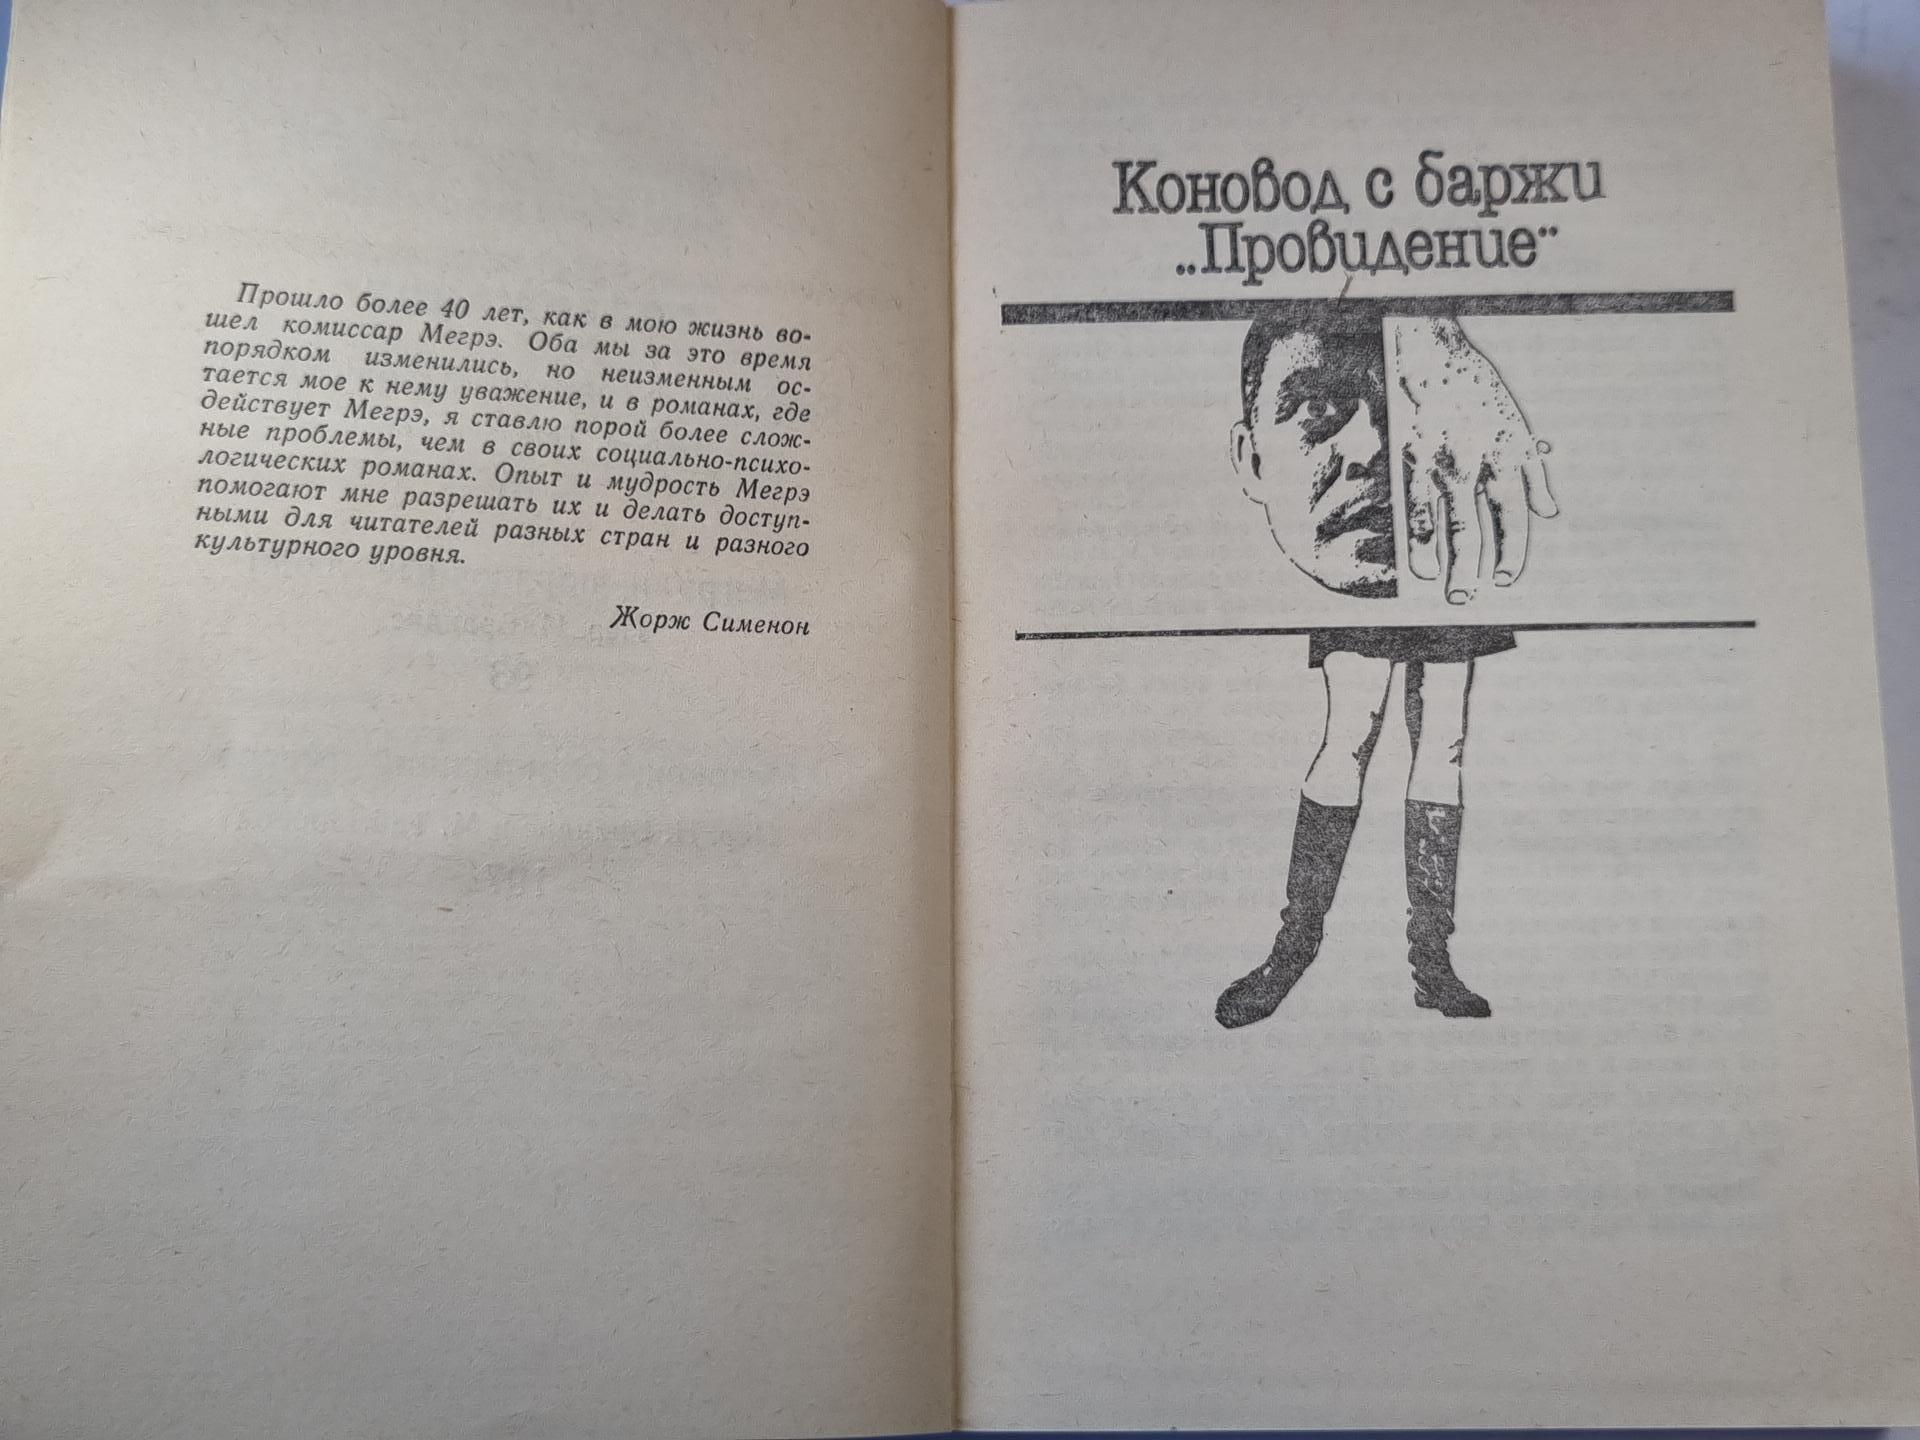 Прошло более 40 лет, как в мою жизнь во-
шел комиссар Мегрэ. Оба мы за это время
порядком изменились, но неизменным ос-
тается мое к нему уважение, и в романах, где
действует Мегрэ, я ставлю порой более слож-
ные проблемы, чем в своих социально-психо-
логических романах. Опыт и мудрость Мегрэ
помогают мне разрешать их и делать доступ-
ными для читателей разных стран и разного
культурного уровня.
Жорж Сименон
Коновод с баржи
„Провидение“